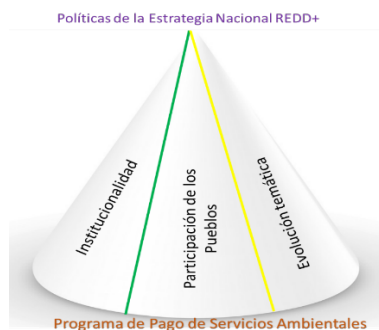 Políticas de la Estrategia Nacional REDD+
Institucionalidad
Participación de los
Pueblos
Evolución temática
Programa de Pago de Servicios Ambientales